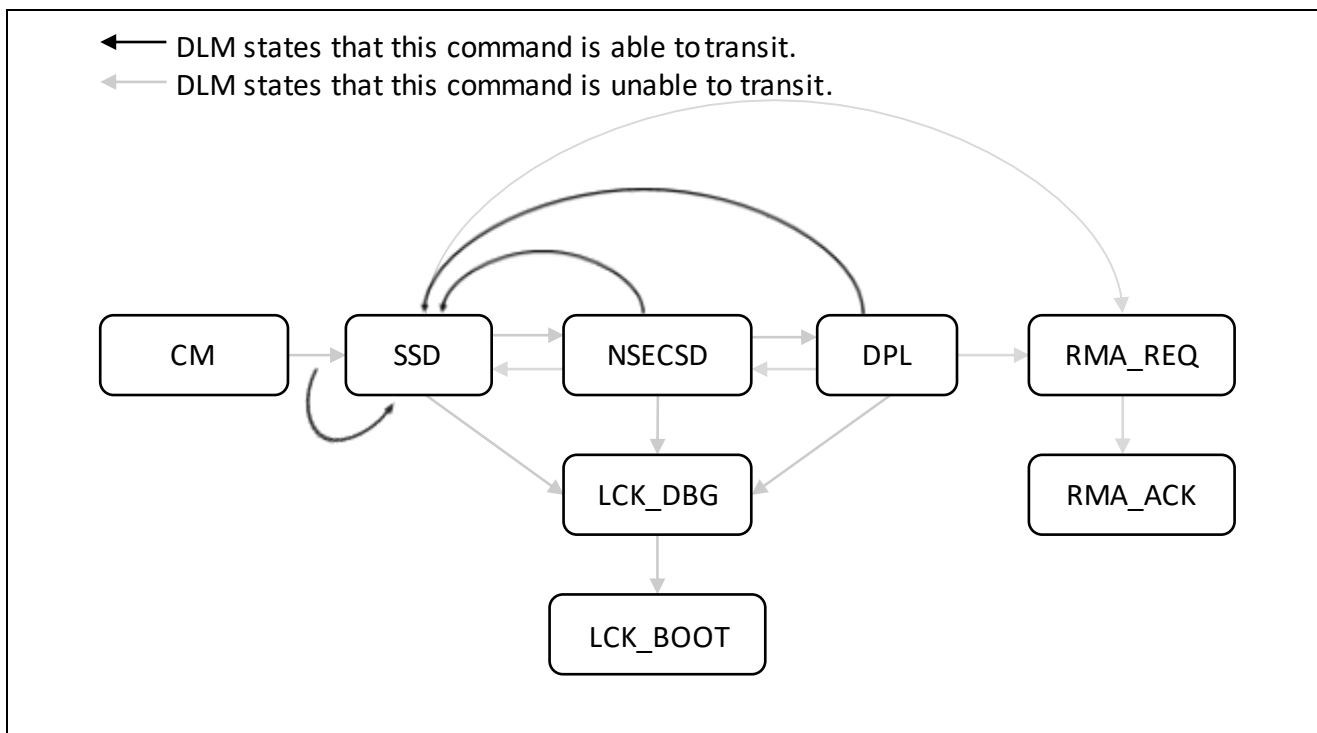 DLM states that this command is able to transit.
DLM states that this command is unable to transit.
CM
SSD
NSECSD
DPL
RMA_REQ
LCK_DBG
RMA_ACK
LCK_BOOT